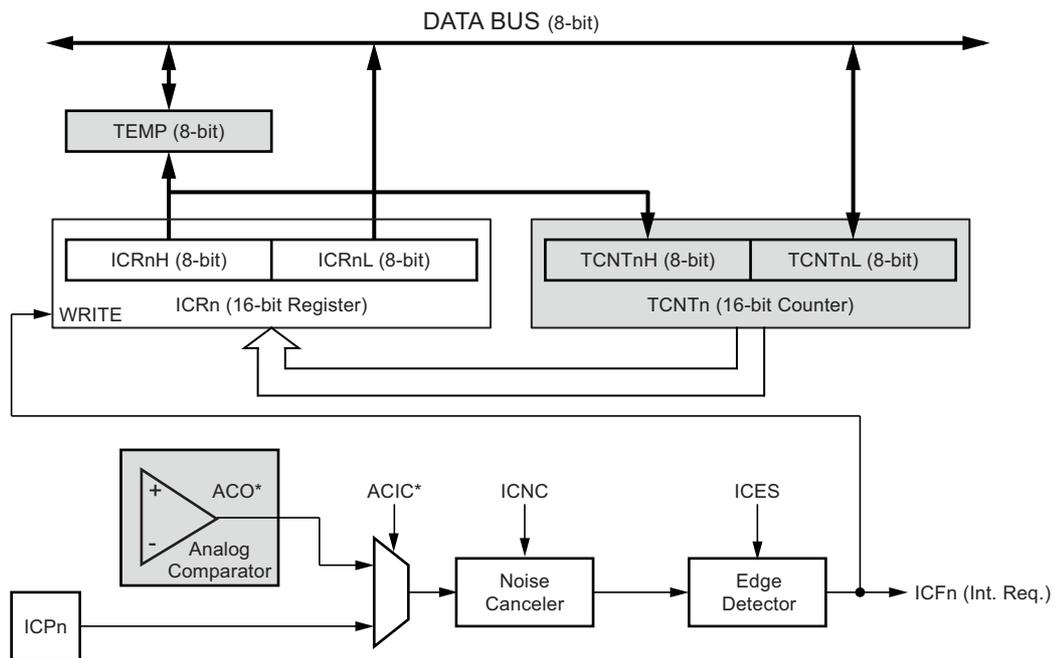 DATA BUS (8-bit)
TEMP (8-bit)
ICRnH (8-bit)
ICRnL (8-bit)
TCNTnH (8-bit)
TCNTnL (8-bit)
WRITE
ICRn (16-bit Register)
TCNTn (16-bit Counter)
+
ACO*
-
Analog
Comparator
ACIC*
ICNC
ICES
Noise
Canceler
Edge
Detector
ICFn (Int. Req.)
ICPn